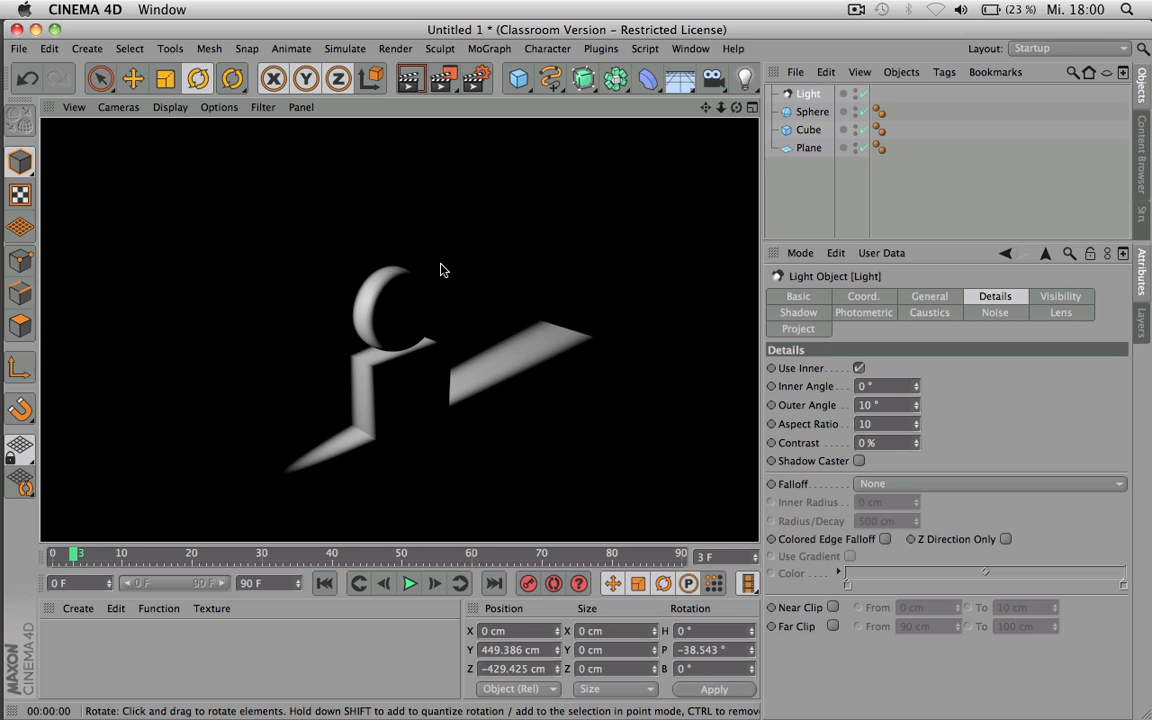 CINEMA 4D Window (23 %) Mi. 18:00
Untitled 1 * (Classroom Version - Restricted License)
File Edit Create Select Tools Mesh Snap Animate Simulate Render Sculpt MoGraph Character Plugins Script Window Help Layout: Startup
X Y Z
File Edit View Objects Tags Bookmarks
View Cameras Display Options Filter Panel
Light
Sphere
Cube
Plane
Objects
Content Browser
Str.
Mode Edit User Data
Attributes
Layers
Light Object [Light]
Basic Coord. General Details Visibility
Shadow Photometric Caustics Noise Lens
Project
Details
Use Inner
Inner Angle 0 °
Outer Angle 10 °
Aspect Ratio 10
Contrast 0 %
Shadow Caster
Falloff None
Inner Radius 0 cm
Radius/Decay 500 cm
Colored Edge Falloff Z Direction Only
Use Gradient
Color
Near Clip From 0 cm To 10 cm
Far Clip From 90 cm To 100 cm
0 3 10 20 30 40 50 60 70 80 90 3 F
0 F 0 F 90 F 90 F P
Create Edit Function Texture
Position Size Rotation
X 0 cm X 0 cm H 0 °
Y 449.386 cm Y 0 cm P -38.543 °
Z -429.425 cm Z 0 cm B 0 °
Object (Rel) Size Apply
MAXON CINEMA 4D
00:00:00 Rotate: Click and drag to rotate elements. Hold down SHIFT to add to quantize rotation / add to the selection in point mode, CTRL to remov